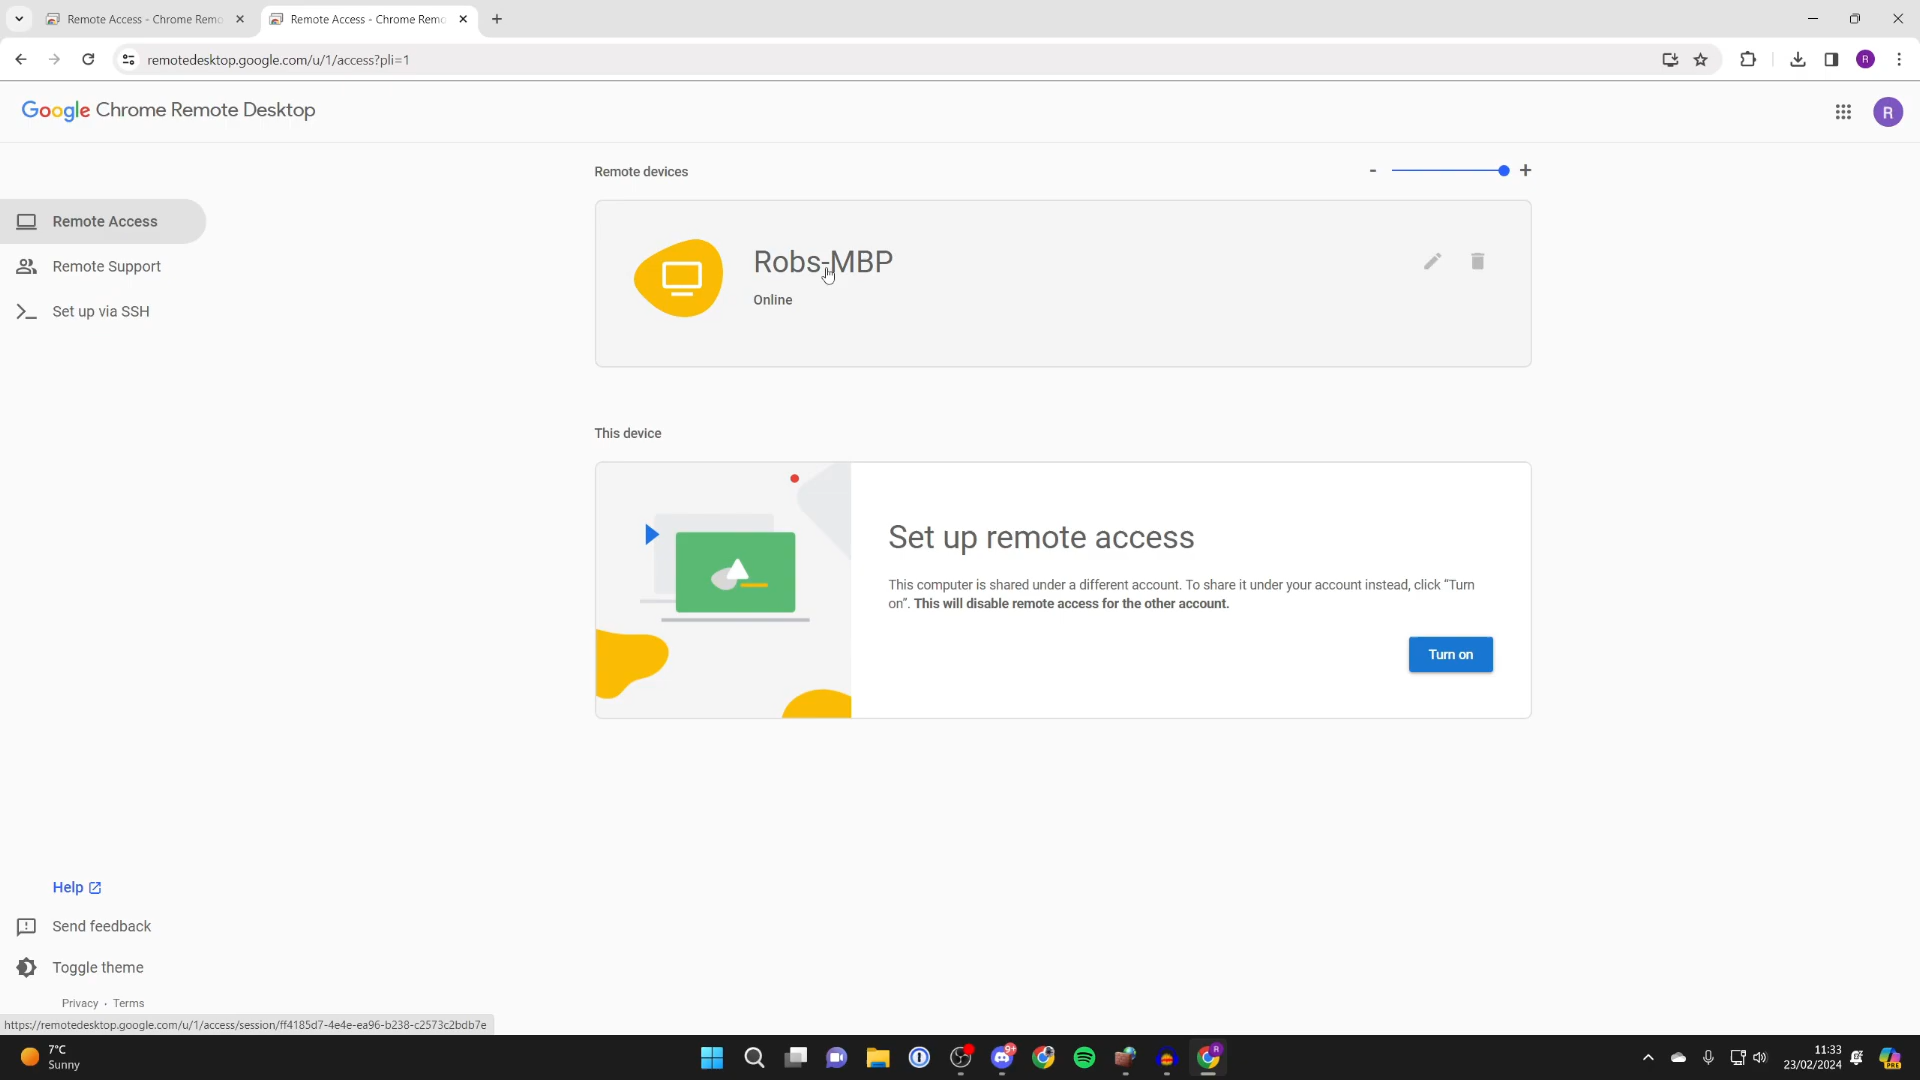 Remote Access - Chrome Remo
Remote Access - Chrome Remo
remotedesktop.google.com/u/1/access?pli=1
R
Google Chrome Remote Desktop
R
Remote devices
- +
Remote Access
Remote Support
Set up via SSH
Robs-MBP
Online
This device
Set up remote access
This computer is shared under a different account. To share it under your account instead, click “Turn
on”. This will disable remote access for the other account.
Turn on
Help
Send feedback
Toggle theme
Privacy · Terms
https://remotedesktop.google.com/u/1/access/session/ff4185d7-4e4e-ea96-b238-c2573c2bdb7e
7°C
Sunny
9+
R
11:33
23/02/2024
PRE